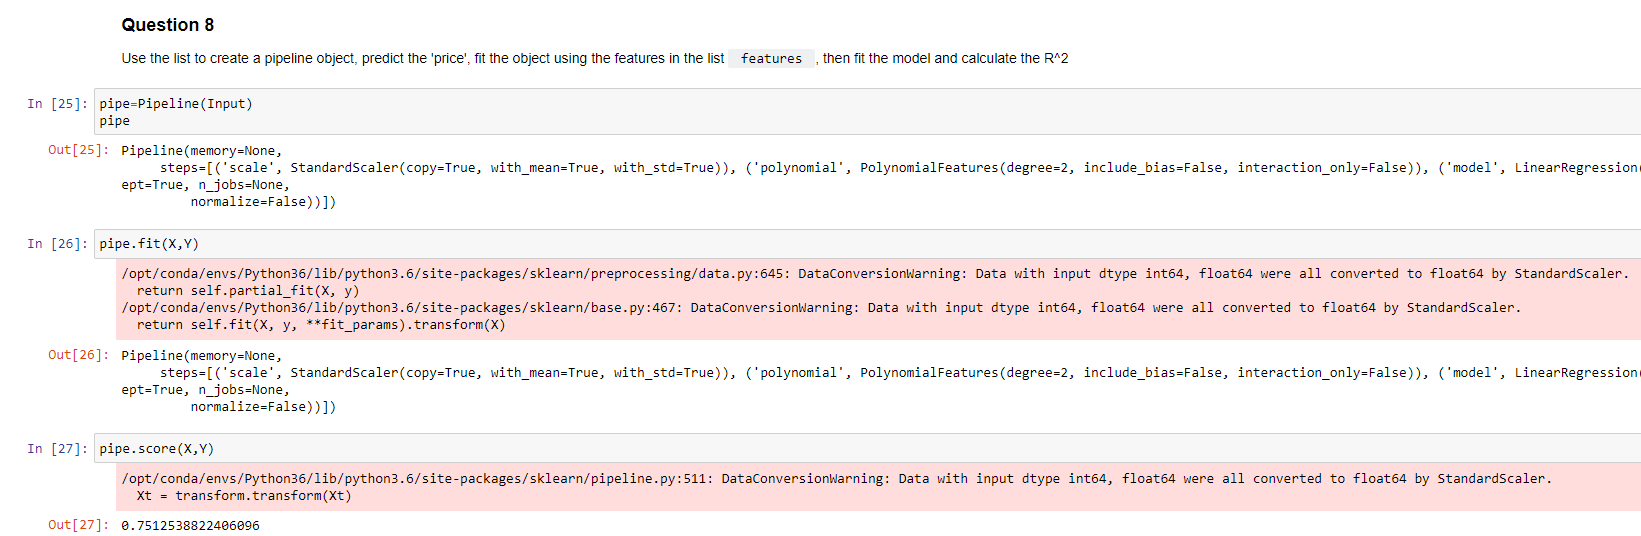 Question 8
Use the list to create a pipeline object, predict the 'price', fit the object using the features in the list features , then fit the model and calculate the R^2
In [25]: pipe=Pipeline(Input)
pipe
Out[25]: Pipeline(memory=None,
steps=[('scale', StandardScaler(copy=True, with_mean=True, with_std=True)), ('polynomial', PolynomialFeatures(degree=2, include_bias=False, interaction_only=False)), ('model', LinearRegression(
ept=True, n_jobs=None,
normalize=False))])
In [26]: pipe.fit(X,Y)
/opt/conda/envs/Python36/lib/python3.6/site-packages/sklearn/preprocessing/data.py:645: DataConversionWarning: Data with input dtype int64, float64 were all converted to float64 by StandardScaler.
return self.partial_fit(X, y)
/opt/conda/envs/Python36/lib/python3.6/site-packages/sklearn/base.py:467: DataConversionWarning: Data with input dtype int64, float64 were all converted to float64 by StandardScaler.
return self.fit(X, y, **fit_params).transform(X)
Out[26]: Pipeline(memory=None,
steps=[('scale', StandardScaler(copy=True, with_mean=True, with_std=True)), ('polynomial', PolynomialFeatures(degree=2, include_bias=False, interaction_only=False)), ('model', LinearRegression(
ept=True, n_jobs=None,
normalize=False))])
In [27]: pipe.score(X,Y)
/opt/conda/envs/Python36/lib/python3.6/site-packages/sklearn/pipeline.py:511: DataConversionWarning: Data with input dtype int64, float64 were all converted to float64 by StandardScaler.
Xt = transform.transform(Xt)
Out[27]: 0.7512538822406096